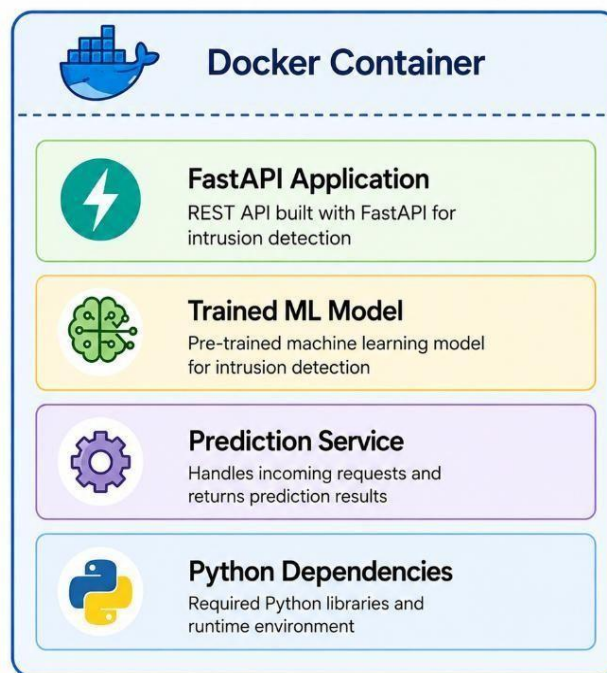 Docker Container
FastAPI Application
REST API built with FastAPI for
intrusion detection
Trained ML Model
Pre-trained machine learning model
for intrusion detection
Prediction Service
Handles incoming requests and
returns prediction results
Python Dependencies
Required Python libraries and
runtime environment